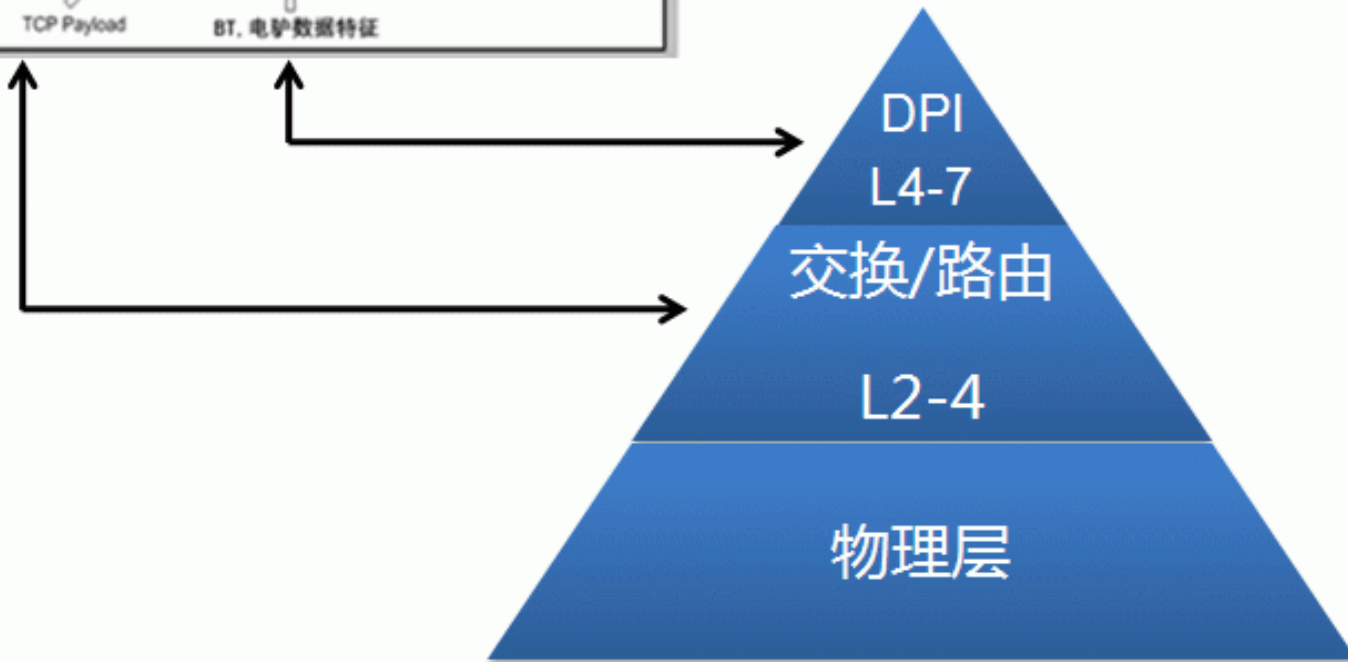 TCP Payload
BT, 电驴数据特征
DPI
L4-7
交换/路由
L2-4
物理层